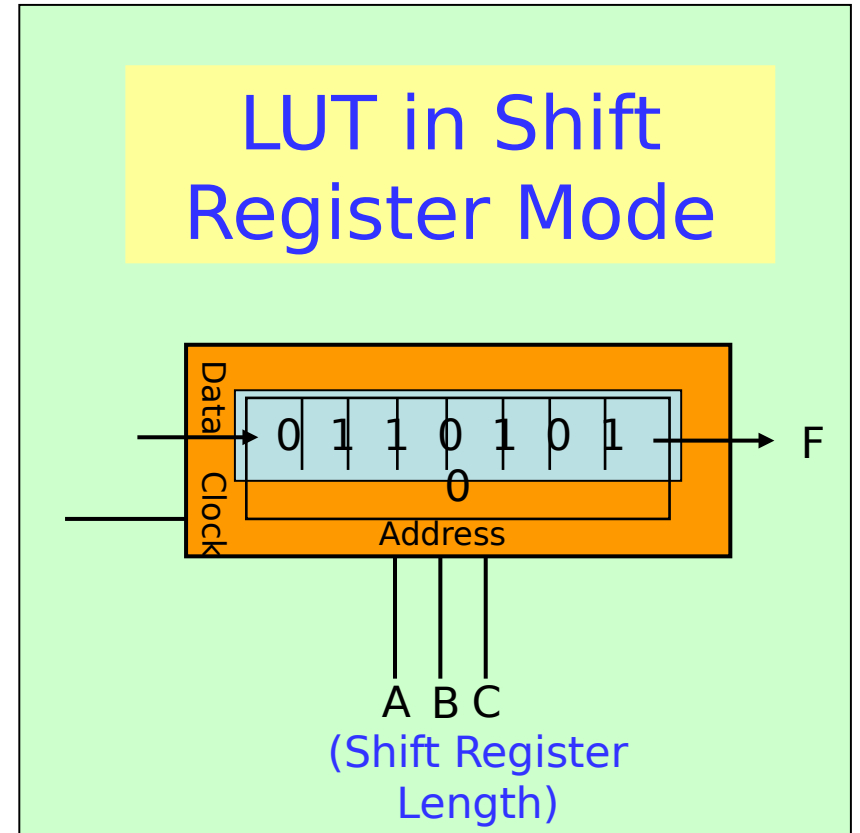 LUT in Shift
Register Mode
Data
0 1 1 0 1 0 1
0
F
Clock
Address
A B C
(Shift Register
Length)